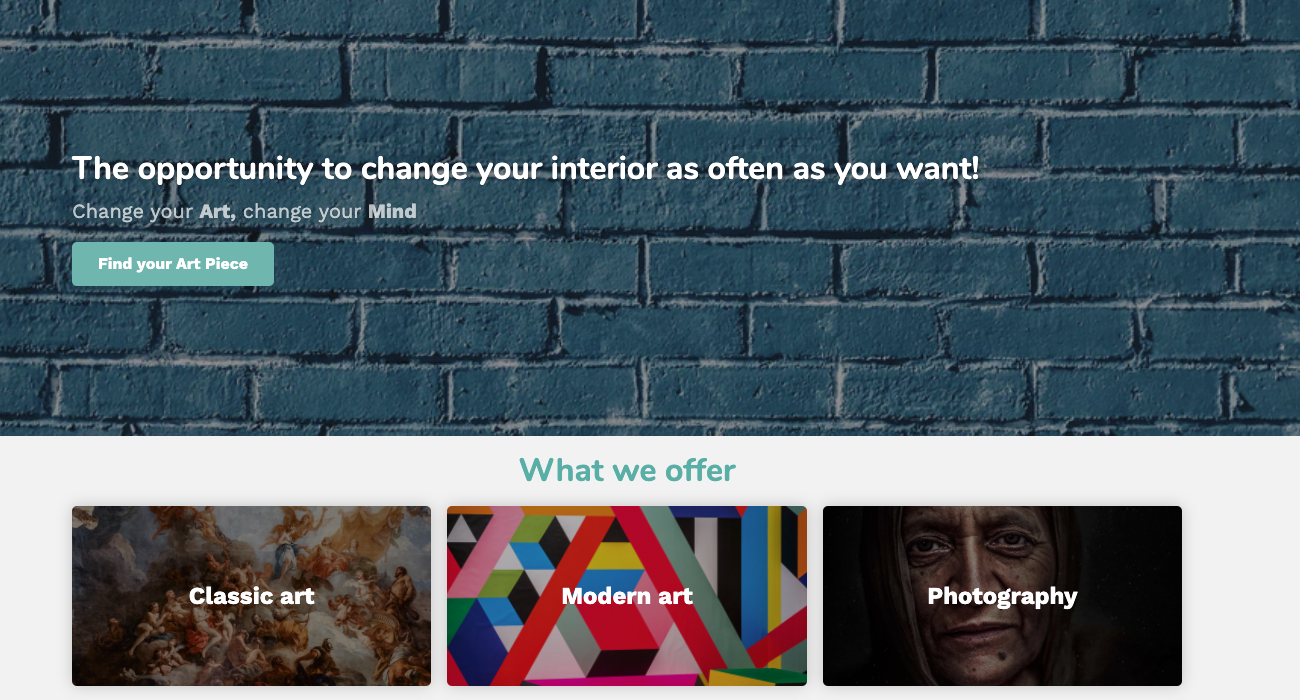 The opportunity to change your interior as often as you want!
Change your Art, change your Mind
Find your Art Piece
What we offer
Classic art
Modern art
Photography